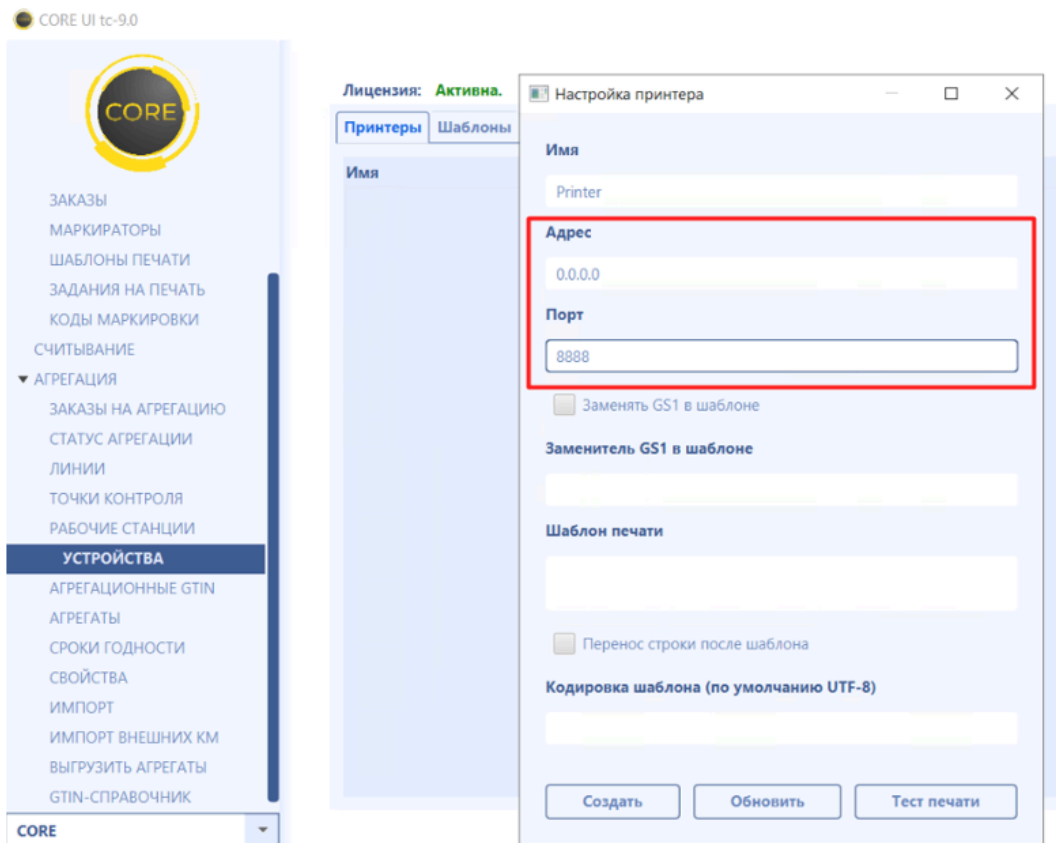 CORE UI tc-9.0
CORE
ЗАКАЗЫ
МАРКИРАТОРЫ
ШАБЛОНЫ ПЕЧАТИ
ЗАДАНИЯ НА ПЕЧАТЬ
КОДЫ МАРКИРОВКИ
СЧИТЫВАНИЕ
АГРЕГАЦИЯ
ЗАКАЗЫ НА АГРЕГАЦИЮ
СТАТУС АГРЕГАЦИИ
ЛИНИИ
ТОЧКИ КОНТРОЛЯ
РАБОЧИЕ СТАНЦИИ
УСТРОЙСТВА
АГРЕГАЦИОННЫЕ GTIN
АГРЕГАТЫ
СРОКИ ГОДНОСТИ
СВОЙСТВА
ИМПОРТ
ИМПОРТ ВНЕШНИХ КМ
ВЫГРУЗИТЬ АГРЕГАТЫ
GTIN-СПРАВОЧНИК
CORE
Лицензия: Активна.
Принтеры Шаблоны
Имя
Настройка принтера
Имя
Printer
Адрес
0.0.0.0
Порт
8888
Заменять GS1 в шаблоне
Заменитель GS1 в шаблоне
Шаблон печати
Перенос строки после шаблона
Кодировка шаблона (по умолчанию UTF-8)
Создать Обновить Тест печати